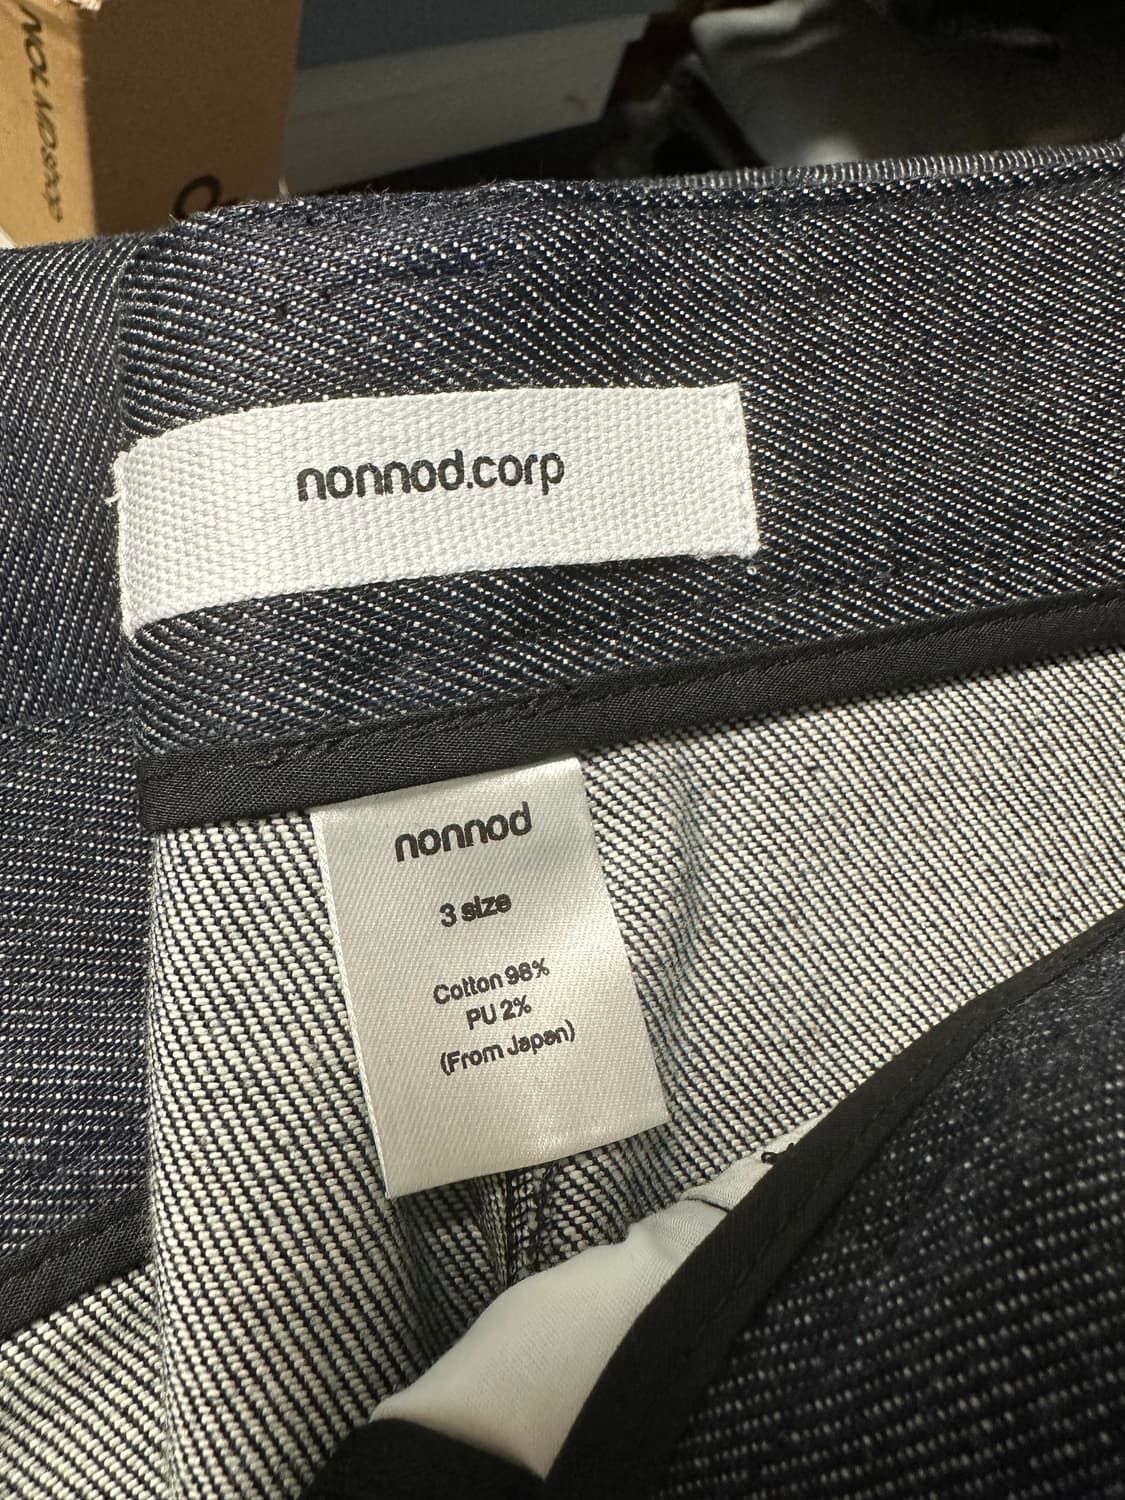 nonnod.corp
nonnod
3 size
Cotton 98%
PU 2%
(From Japan)